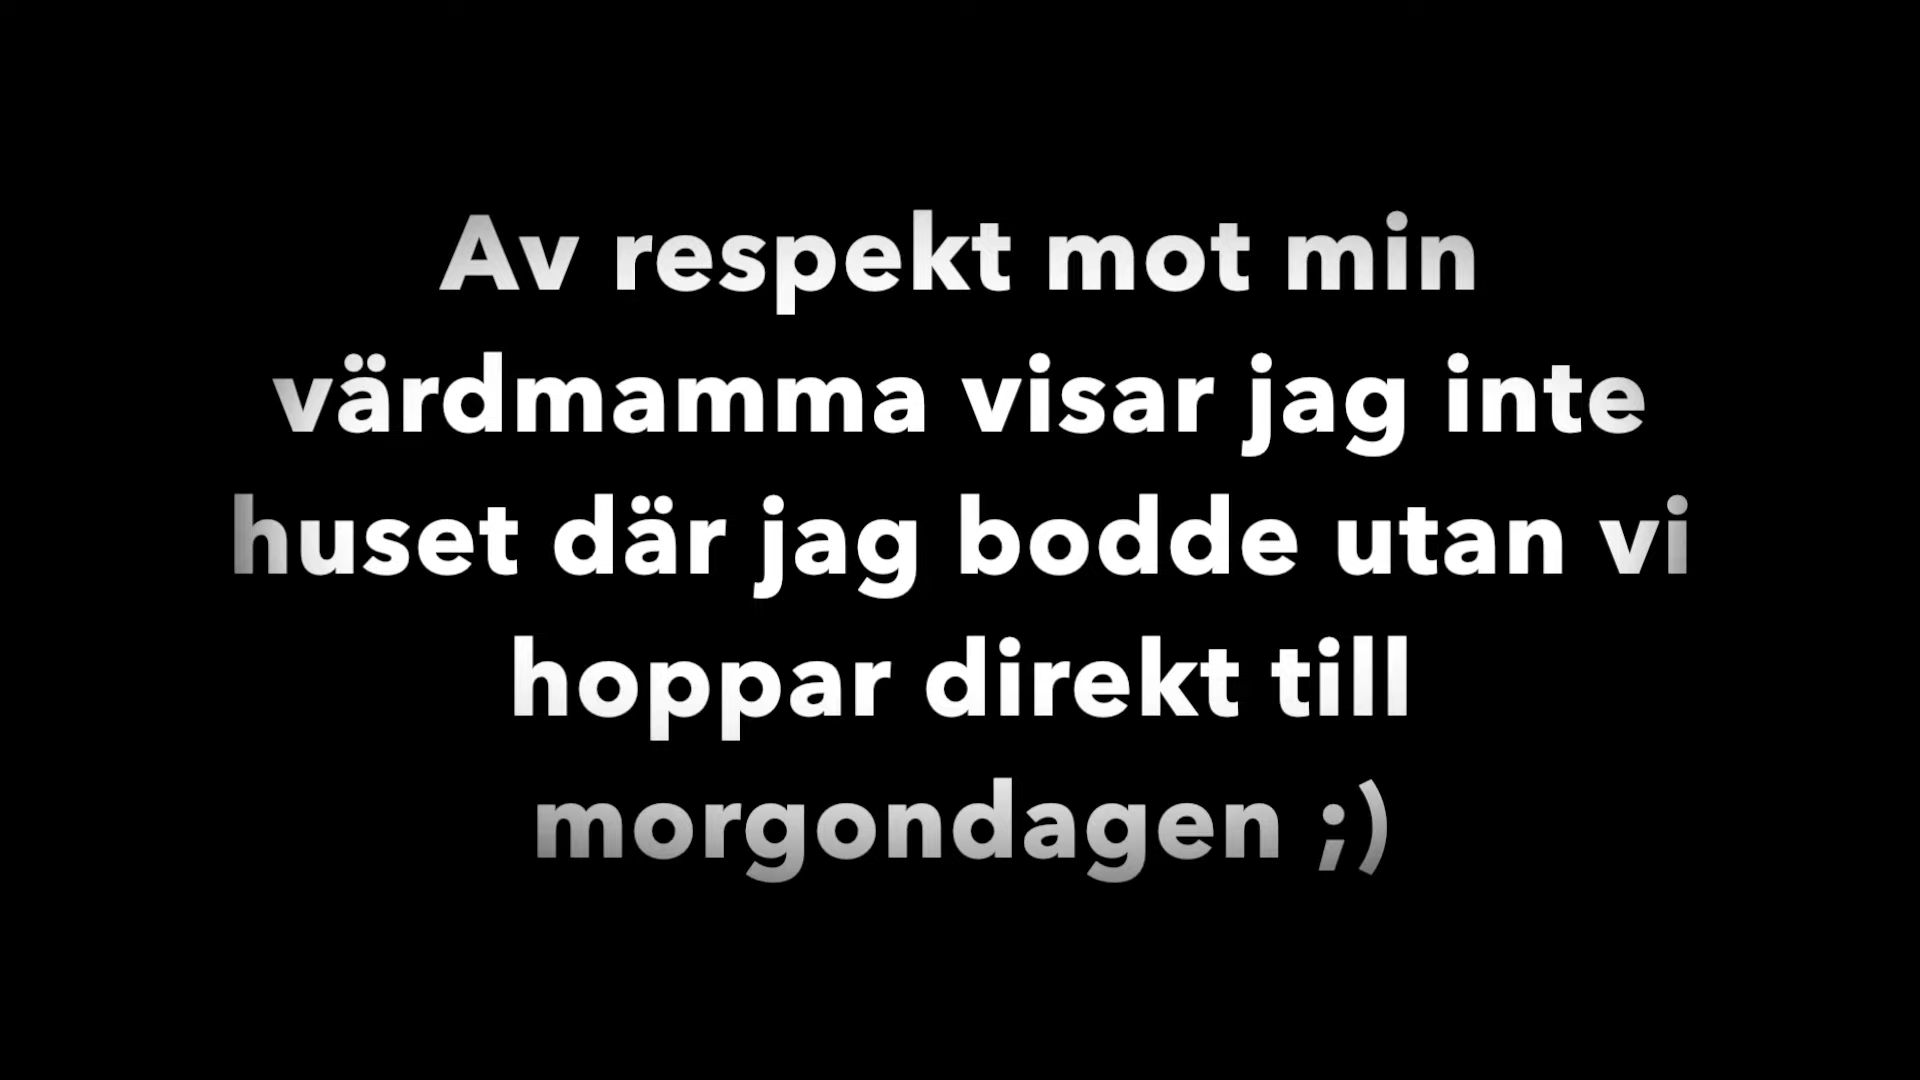 Av respekt mot min
värdmamma visar jag inte
huset där jag bodde utan vi
hoppar direkt till
morgondagen ;)